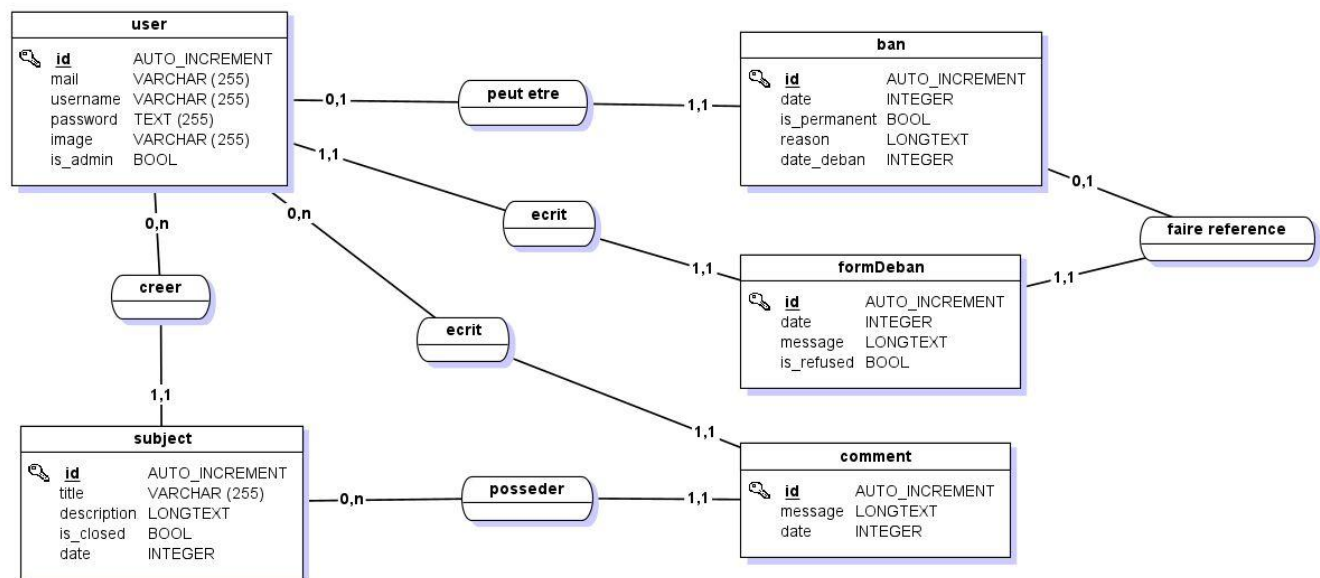 user
id AUTO_INCREMENT
mail VARCHAR (255)
username VARCHAR (255)
password TEXT (255)
image VARCHAR (255)
is_admin BOOL
0,1
peut etre
1,1
ban
id AUTO_INCREMENT
date INTEGER
is_permanent BOOL
reason LONGTEXT
date_deban INTEGER
1,1
ecrit
1,1
0,1
faire reference
1,1
formDeban
id AUTO_INCREMENT
date INTEGER
message LONGTEXT
is_refused BOOL
0,n
creer
1,1
0,n
ecrit
1,1
subject
id AUTO_INCREMENT
title VARCHAR (255)
description LONGTEXT
is_closed BOOL
date INTEGER
0,n
posseder
1,1
comment
id AUTO_INCREMENT
message LONGTEXT
date INTEGER